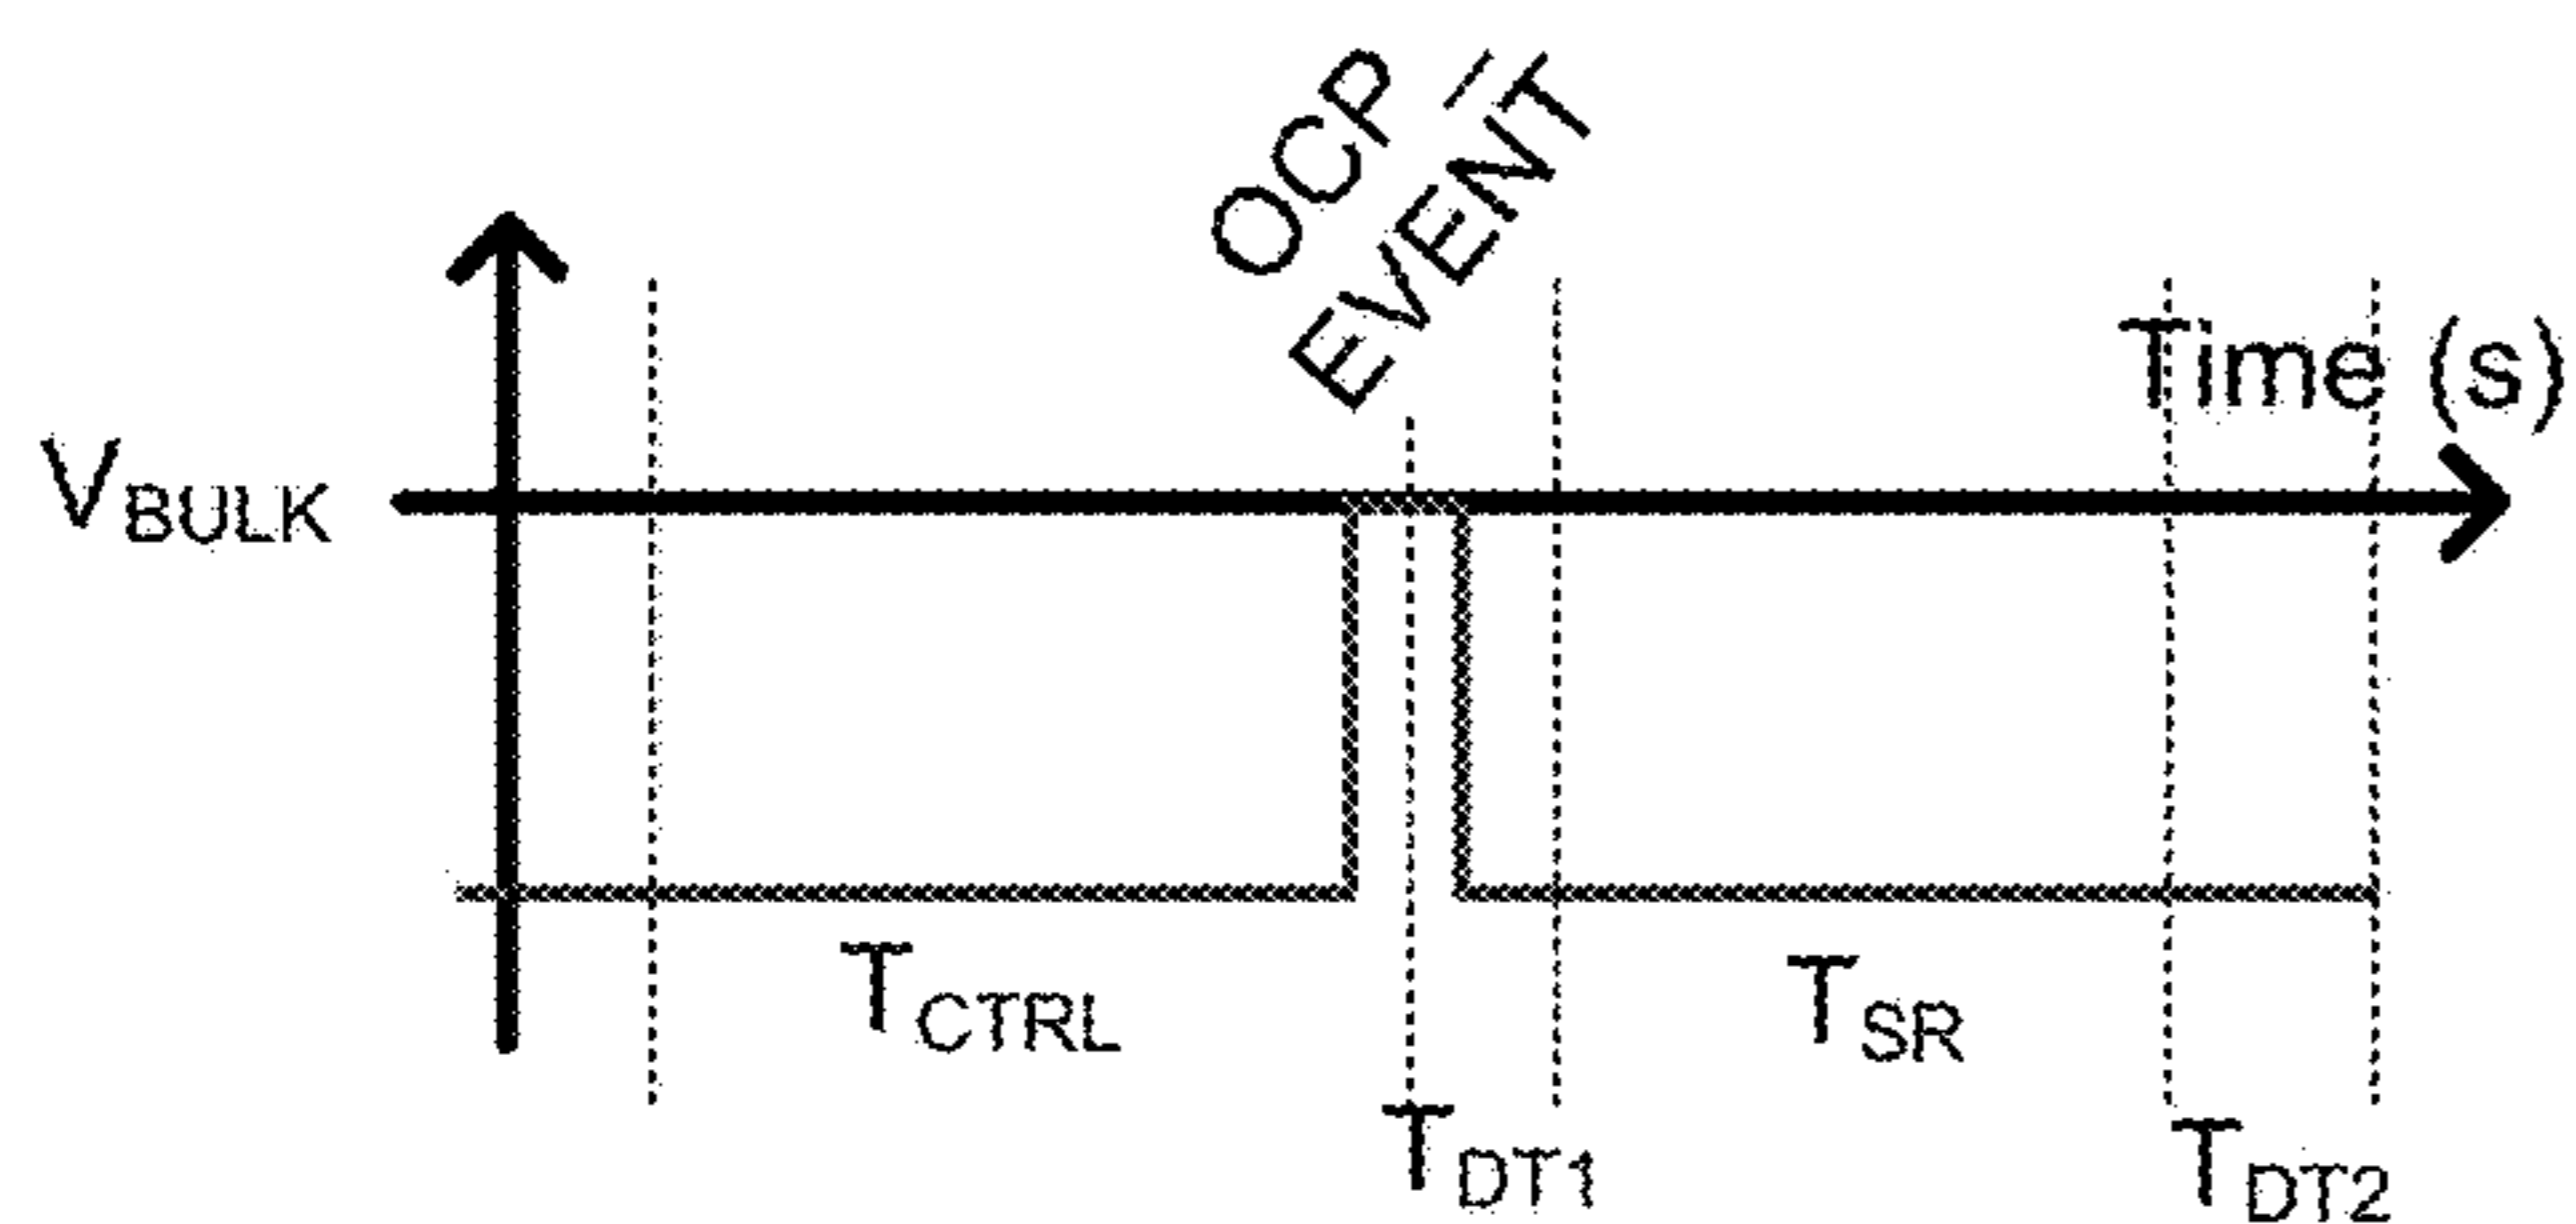 OCP
EVENT
Time (s)
VBULK
TCTRL
TSR
TDT1
TDT2